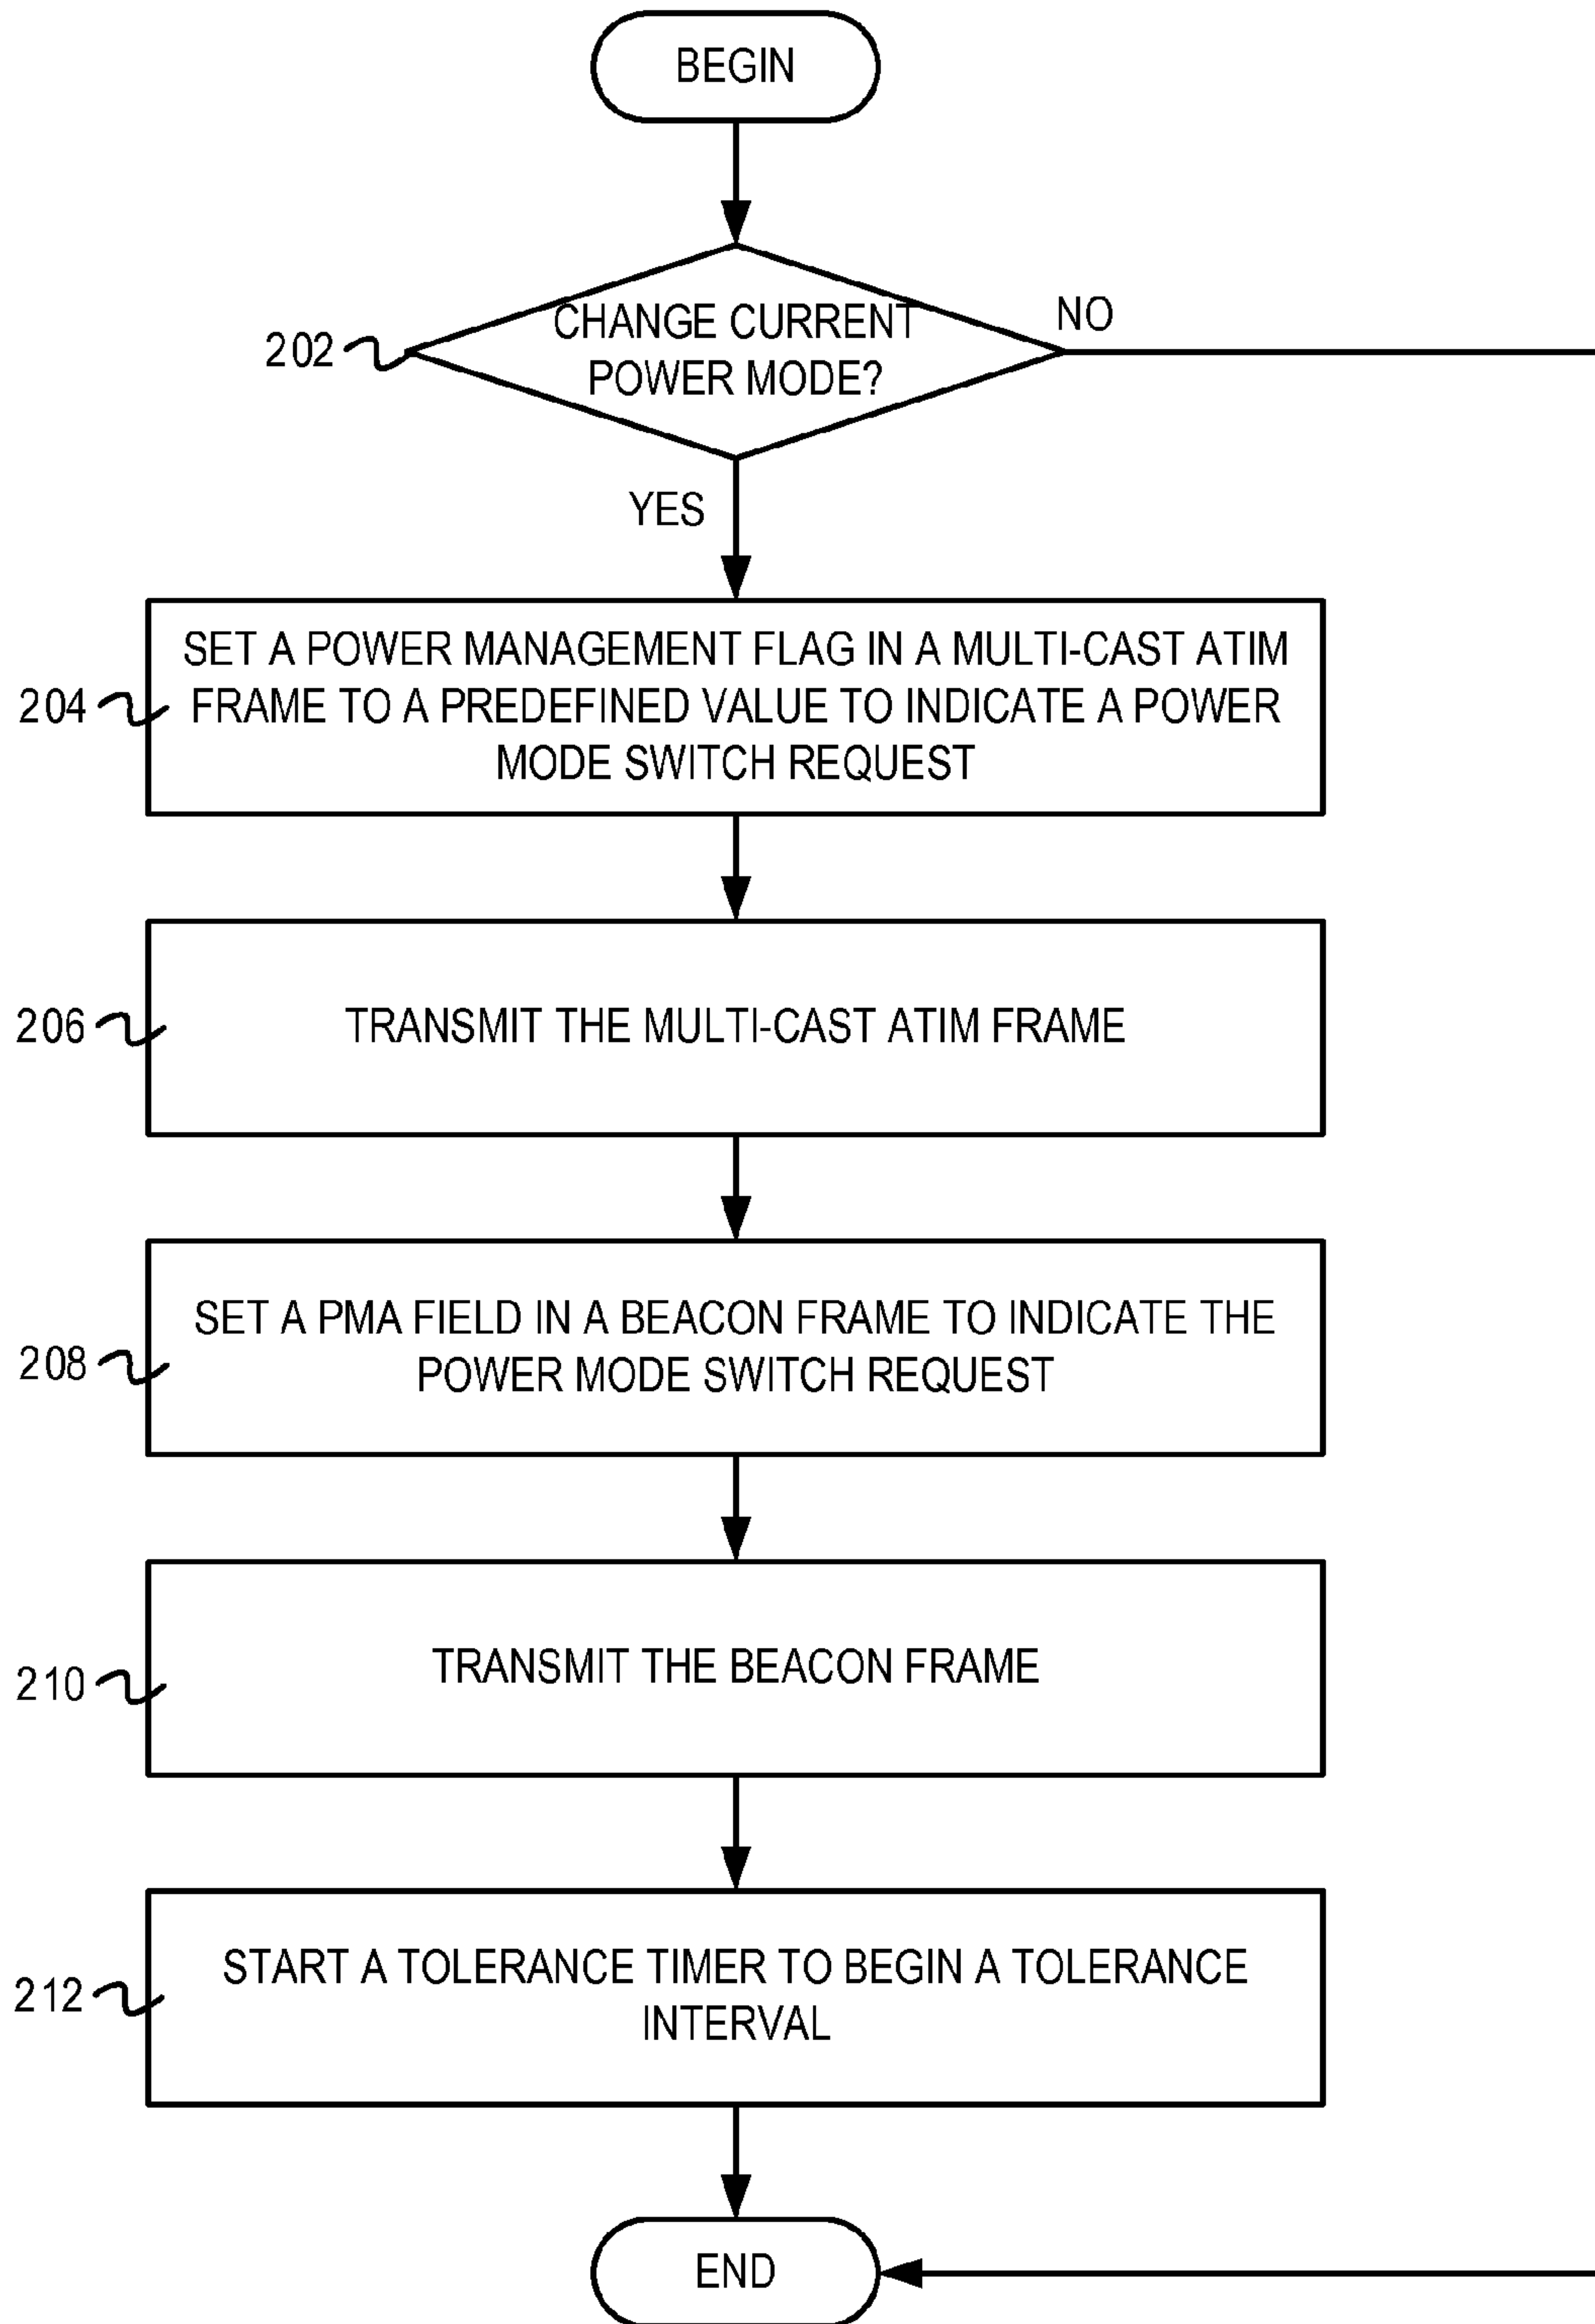 BEGIN
CHANGE CURRENT
POWER MODE?
202
NO
YES
SET A POWER MANAGEMENT FLAG IN A MULTI-CAST ATIM
FRAME TO A PREDEFINED VALUE TO INDICATE A POWER
MODE SWITCH REQUEST
204
TRANSMIT THE MULTI-CAST ATIM FRAME
206
SET A PMA FIELD IN A BEACON FRAME TO INDICATE THE
POWER MODE SWITCH REQUEST
208
TRANSMIT THE BEACON FRAME
210
START A TOLERANCE TIMER TO BEGIN A TOLERANCE
INTERVAL
212
END